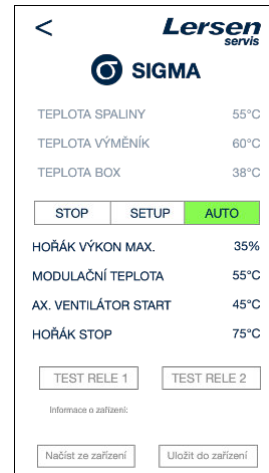 < Lersen
servis
σ SIGMA
TEPLOTA SPALINY 55°C
TEPLOTA VÝMĚNÍK 60°C
TEPLOTA BOX 38°C
STOP SETUP AUTO
HOŘÁK VÝKON MAX. 35%
MODULAČNÍ TEPLOTA 55°C
AX. VENTILÁTOR START 45°C
HOŘÁK STOP 75°C
TEST RELE 1 TEST RELE 2
Informace o zařízení:
Načíst ze zařízení Uložit do zařízení